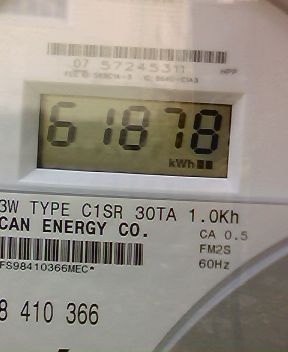 07 57245311
HPP
61878
kWh
3W TYPE C1SR 30TA 1.0Kh
CAN ENERGY CO.
CA 0.5
FM2S
60Hz
FS98410366MEC*
8 410 366